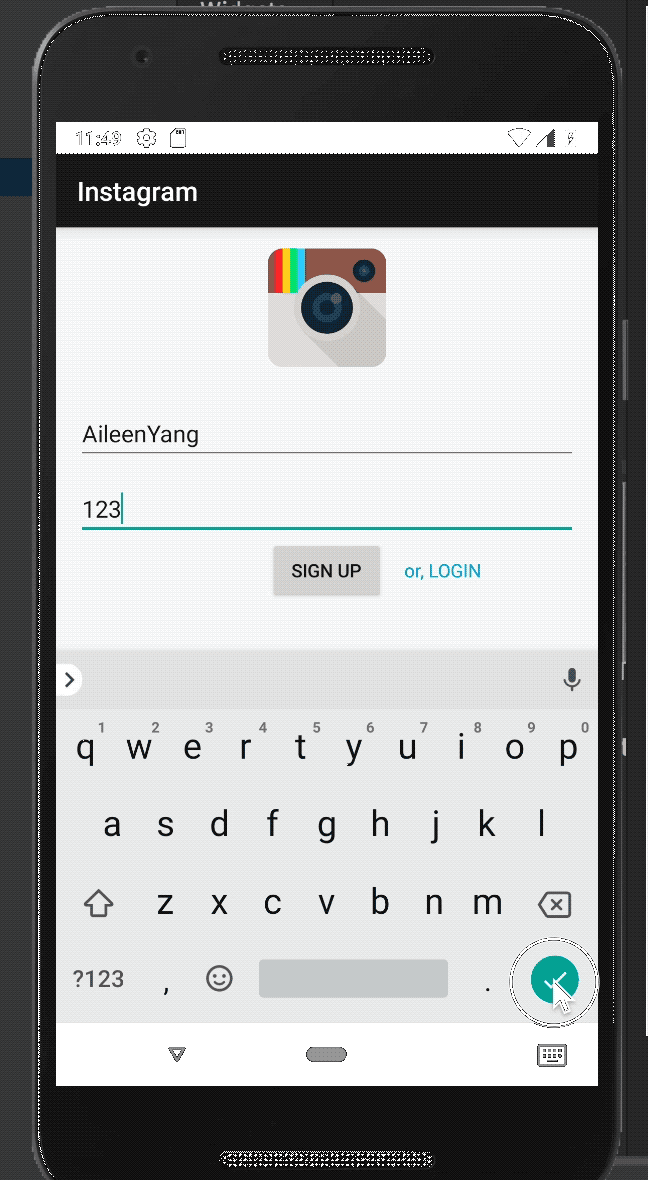 Widgets
11:49
Instagram
AileenYang
123
SIGN UP or, LOGIN
1 2 3 4 5 6 7 8 9 0
q w e r t y u i o p
a s d f g h j k l
z x c v b n m
?123 , .